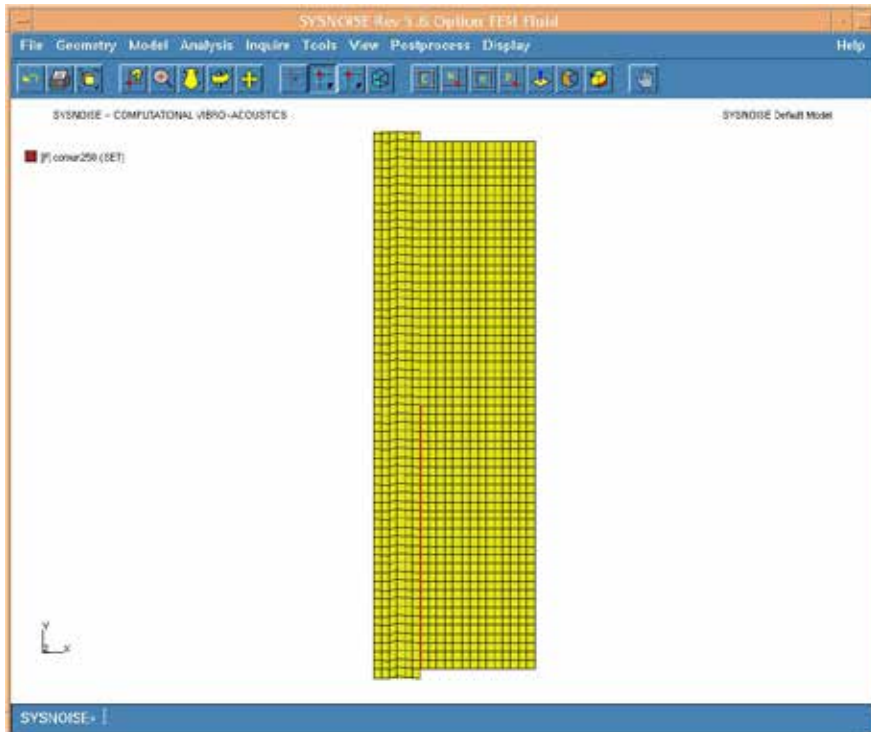 SYSNOISE Rev 5.6 Option FEM Fluid
File Geometry Model Analysis Inquire Tools View Postprocess Display Help
SYSNOISE - COMPUTATIONAL VIBRO-ACOUSTICS
SYSNOISE Default Model
(SET)
Y
X
SYSNOISE>